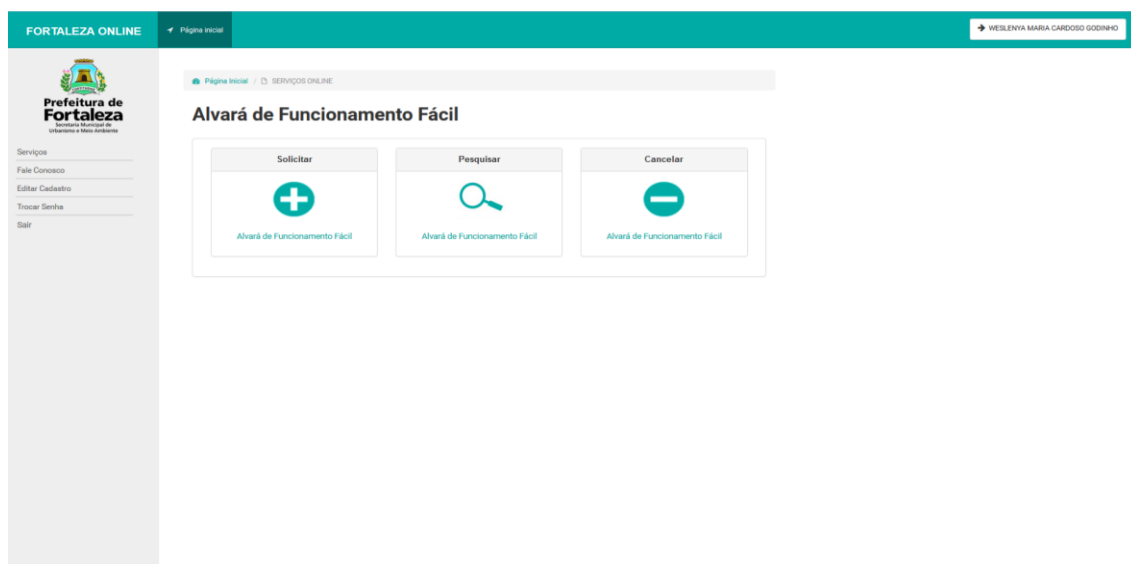 FORTALEZA ONLINE
Página inicial
WESLENYA MARIA CARDOSO GODINHO
Prefeitura de
Fortaleza
Secretaria Municipal de
Urbanismo e Meio Ambiente
Serviços
Fale Conosco
Editar Cadastro
Trocar Senha
Sair
Página Inicial / SERVIÇOS ONLINE
Alvará de Funcionamento Fácil
Solicitar
Alvará de Funcionamento Fácil
Pesquisar
Alvará de Funcionamento Fácil
Cancelar
Alvará de Funcionamento Fácil